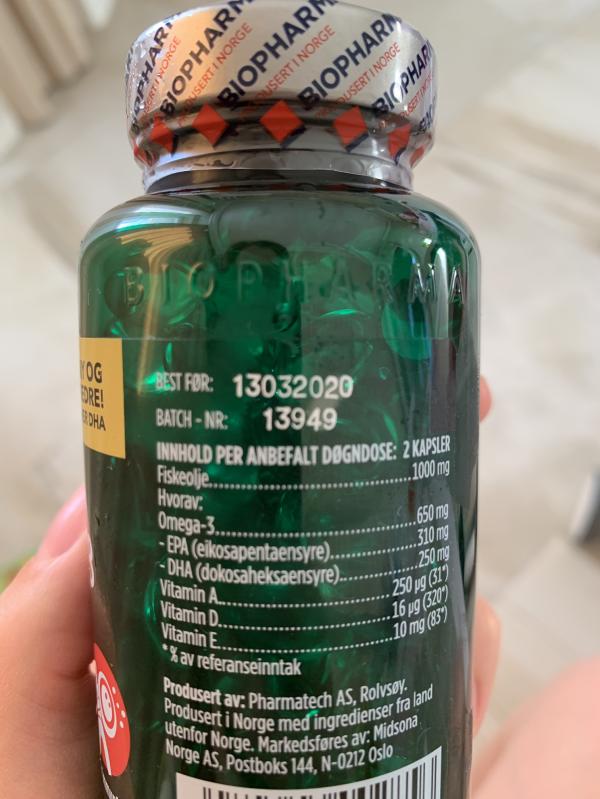 BIOPHARMA
PRODUSERT I NORGE
BIOPHARMA
BEST FØR: 13032020
BATCH - NR: 13949
OG
DHA
INNHOLD PER ANBEFALT DØGNDOSE: 2 KAPSLER
Fiskeolje..........1000 mg
Hvorav:
Omega-3..........650 mg
- EPA (eikosapentaensyre)..........310 mg
- DHA (dokosaheksaensyre)..........250 mg
Vitamin A..........250 µg (31*)
Vitamin D..........16 µg (320*)
Vitamin E..........10 mg (83*)
*% av referanseinntak
Produsert av: Pharmatech AS, Rolvsøy.
Produsert i Norge med ingredienser fra land
utenfor Norge. Markedsføres av: Midsona
Norge AS, Postboks 144, N-0212 Oslo